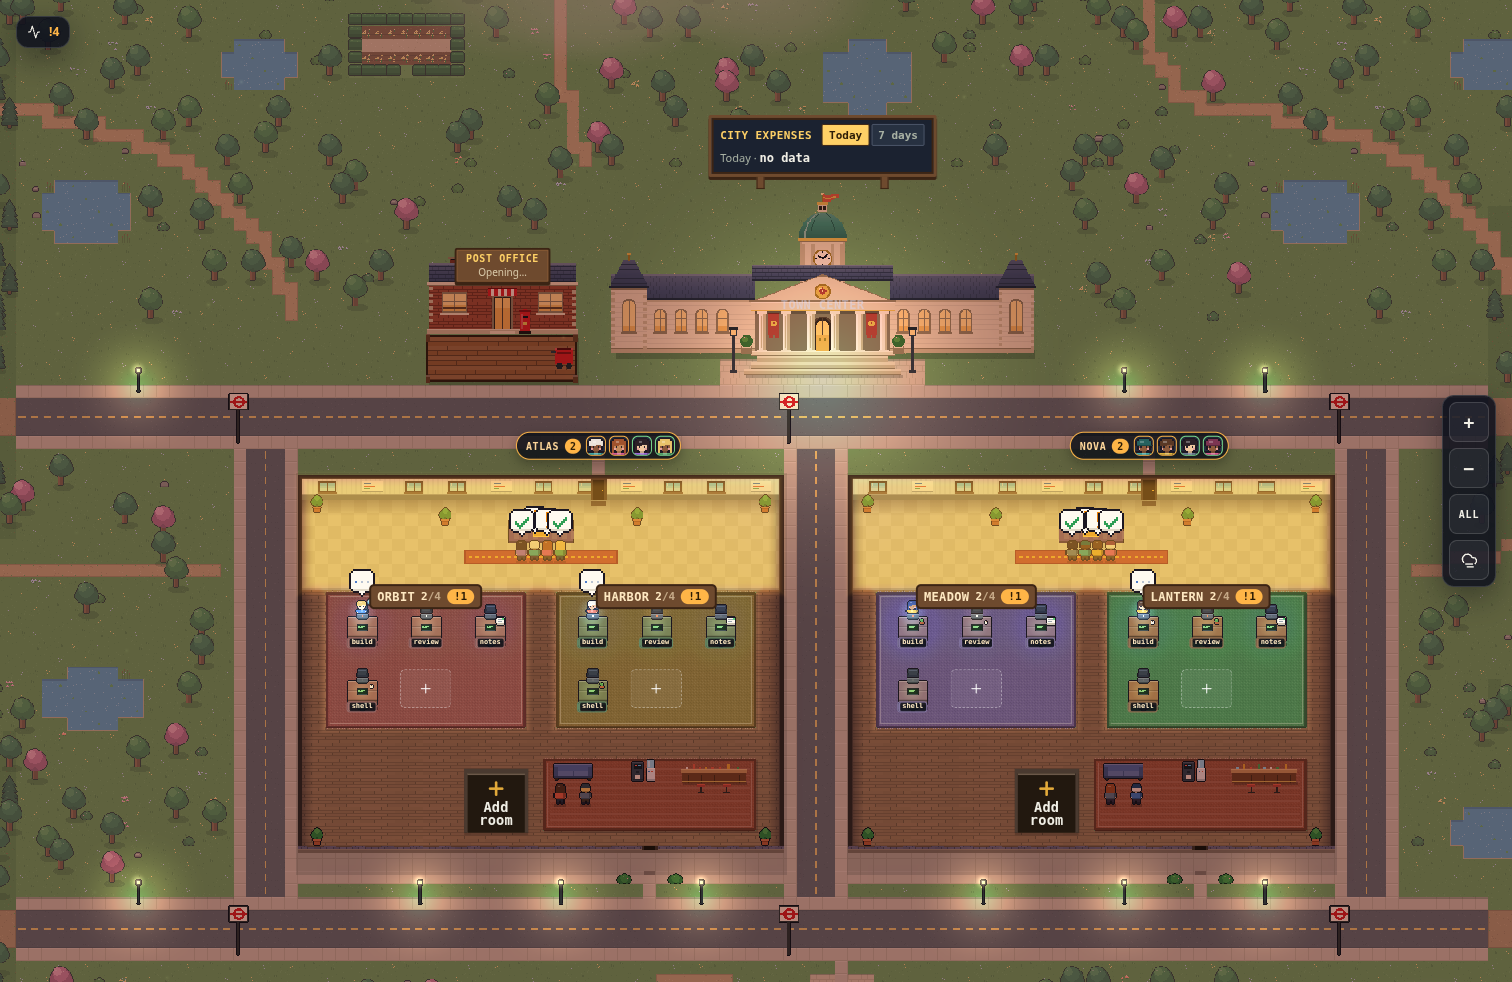 !4
CITY EXPENSES Today 7 days
Today · no data
POST OFFICE
Opening...
ATLAS 2
NOVA 2
ORBIT 2/4 !1
HARBOR 2/4 !1
MEADOW 2/4 !1
LANTERN 2/4 !1
build review notes
build review notes
build review notes
build review notes
shell
shell
shell
shell
+
ALL
Add
room
Add
room